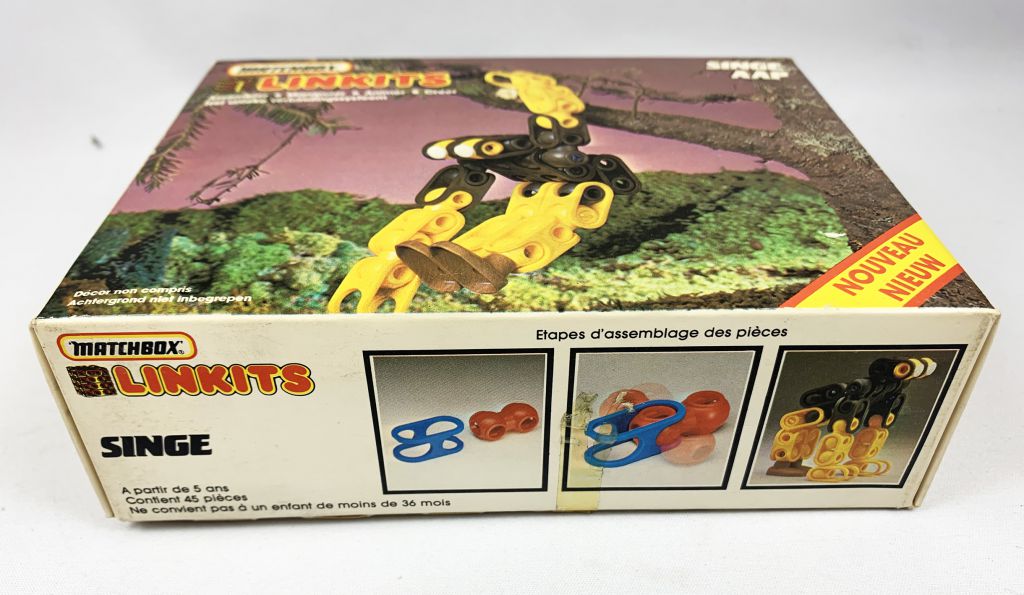 MATCHBOX
LINKITS
SINGE
AAP
Décor non compris
Achtergrond niet inbegrepen
NOUVEAU
NIEUW
MATCHBOX
LINKITS
SINGE
A partir de 5 ans
Contient 45 pièces
Ne convient pas à un enfant de moins de 36 mois
Etapes d'assemblage des pièces